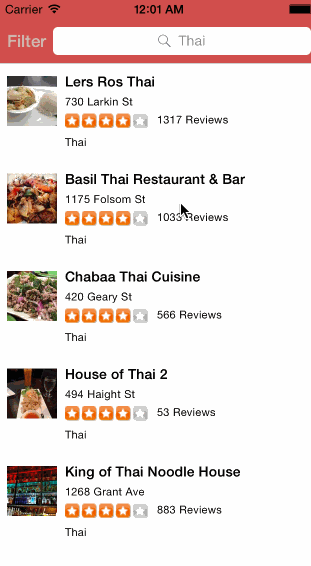 Carrier 12:01 AM
Filter Thai
Lers Ros Thai
730 Larkin St
1317 Reviews
Thai
Basil Thai Restaurant & Bar
1175 Folsom St
1033 Reviews
Thai
Chabaa Thai Cuisine
420 Geary St
566 Reviews
Thai
House of Thai 2
494 Haight St
53 Reviews
Thai
King of Thai Noodle House
1268 Grant Ave
883 Reviews
Thai